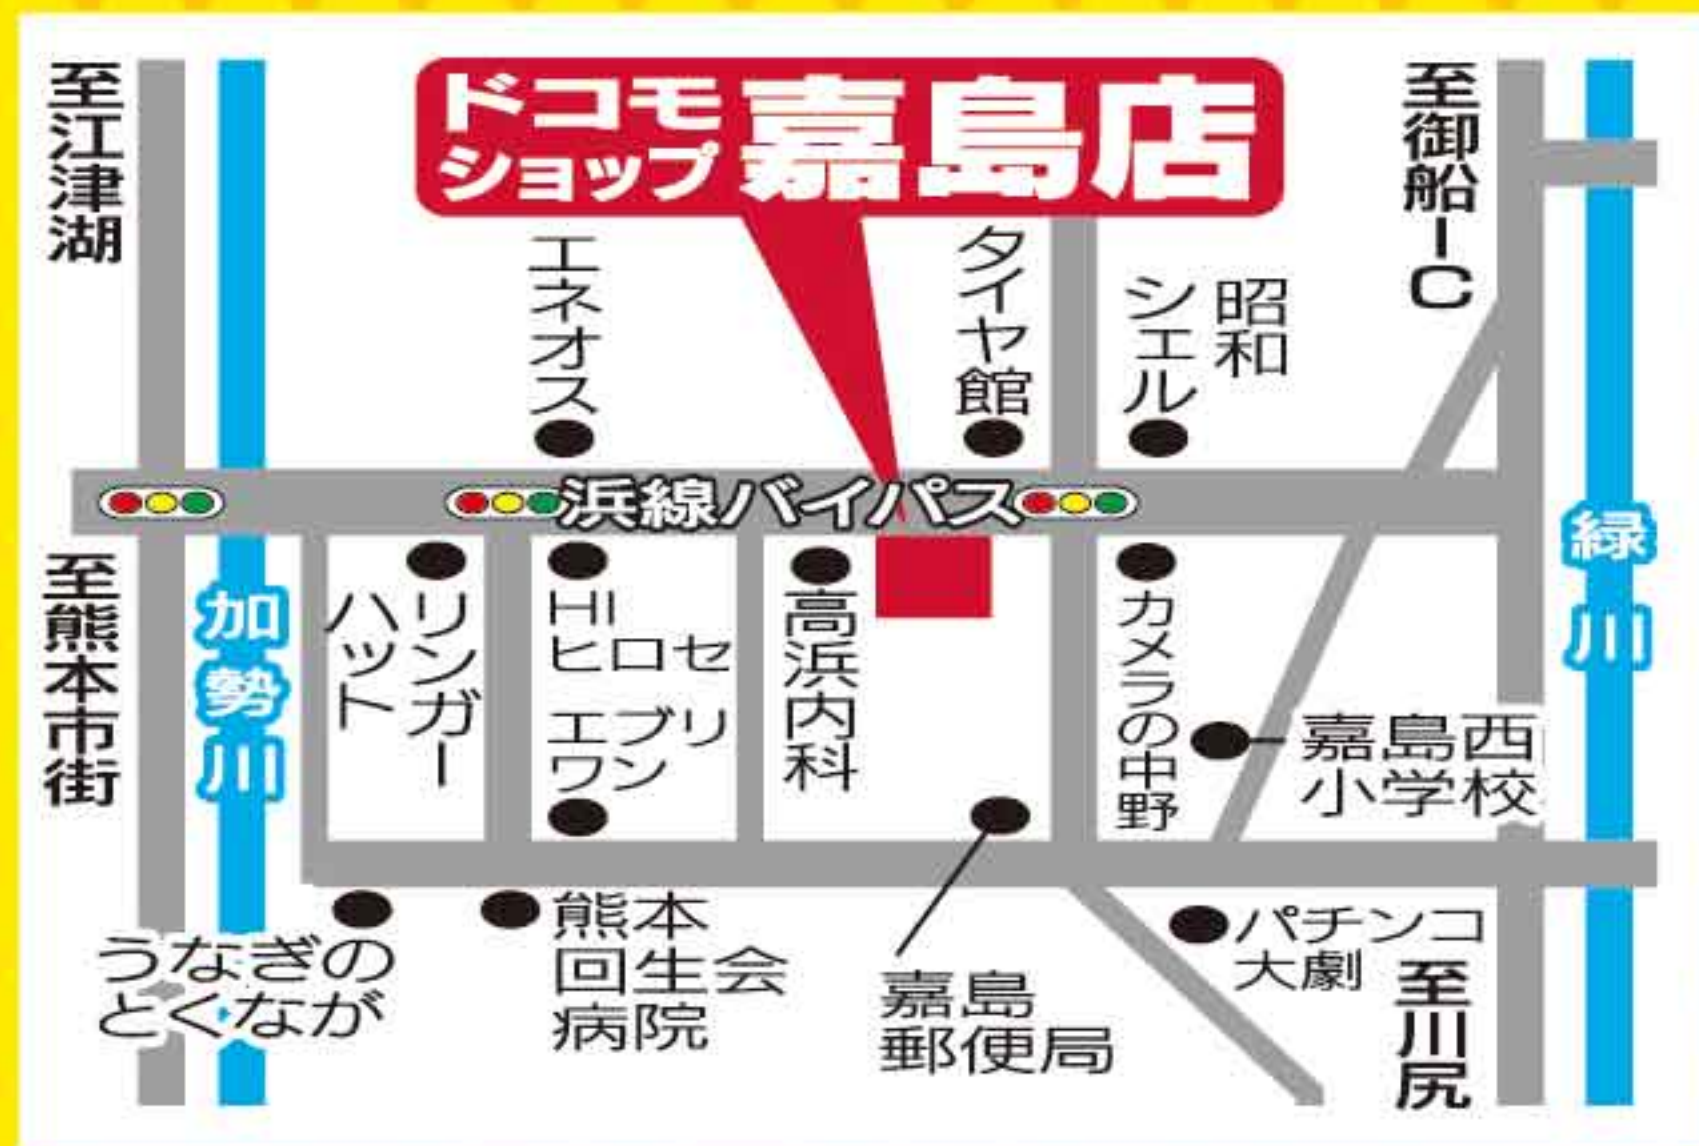 ドコモ
ショップ
嘉島店
至江津湖
至御船IC
エネオス
タイヤ館
昭和
シェル
浜線バイパス
緑川
至熊本市街
加勢川
リンガー
ハット
HI
ヒロセ
エブリ
ワン
高浜内科
カメラの中野
嘉島西
小学校
うなぎの
とくなが
熊本
回生会
病院
嘉島
郵便局
パチンコ
大劇
至川尻